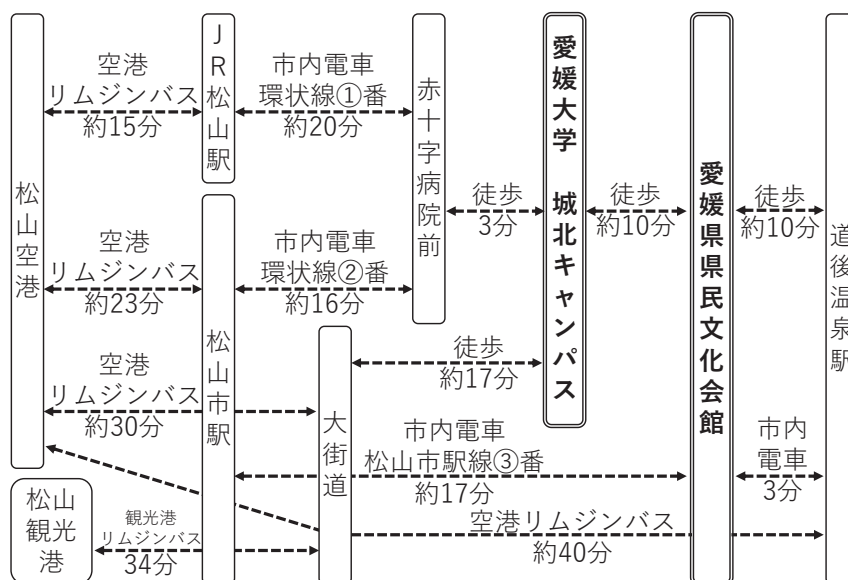 松山空港
空港
リムジンバス
約15分
JR松山駅
市内電車
環状線①番
約20分
赤十字病院前
徒歩
3分
愛媛大学 城北キャンパス
徒歩
約10分
愛媛県県民文化会館
徒歩
約10分
道後温泉駅
空港
リムジンバス
約23分
松山市駅
市内電車
環状線②番
約16分
空港
リムジンバス
約30分
大街道
徒歩
約17分
市内電車
松山市駅線③番
約17分
市内
電車
3分
空港リムジンバス
約40分
松山
観光
港
観光港
リムジンバス
34分